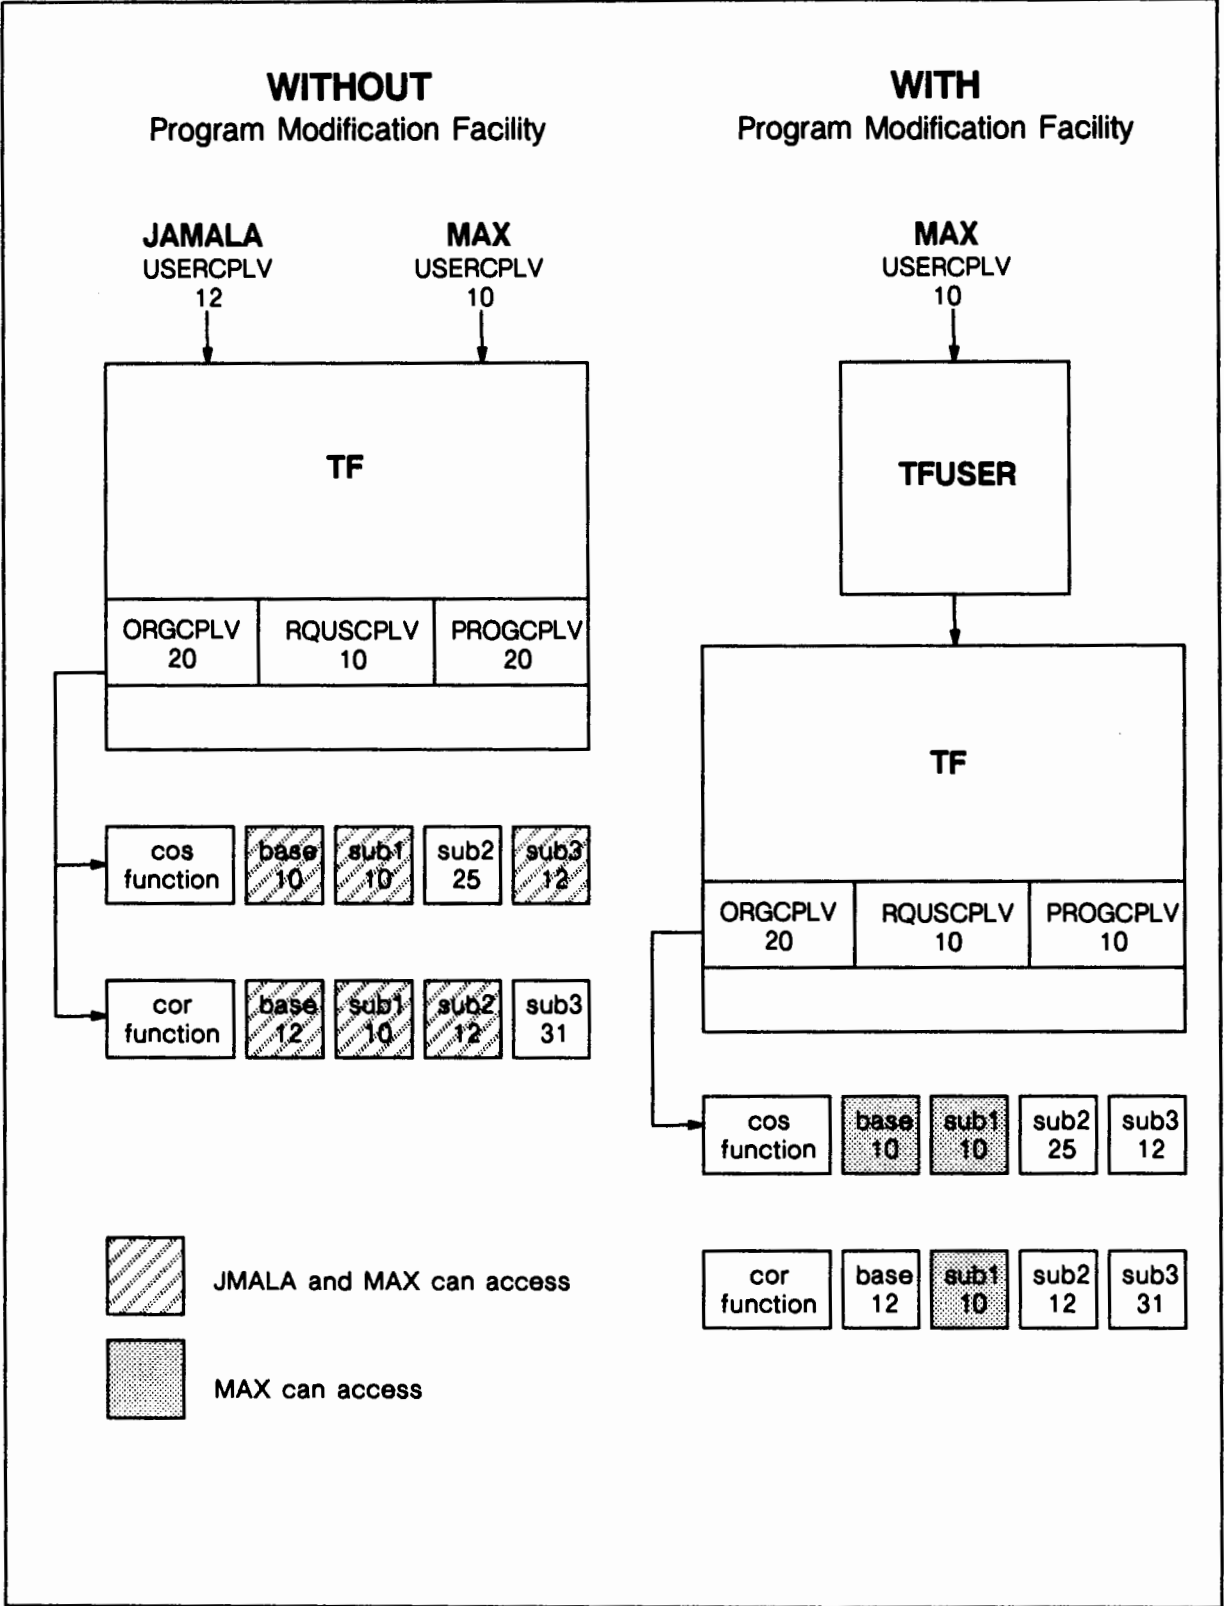 WITHOUT
Program Modification Facility
JAMALA
USERCPLV
12
MAX
USERCPLV
10
TF
ORGCPLV
20
RQUSCPLV
10
PROGCPLV
20
cos
function
base
10
sub1
10
sub2
25
sub3
12
cor
function
base
12
sub1
10
sub2
12
sub3
31
JMALA and MAX can access
MAX can access
WITH
Program Modification Facility
MAX
USERCPLV
10
TFUSER
TF
ORGCPLV
20
RQUSCPLV
10
PROGCPLV
10
cos
function
base
10
sub1
10
sub2
25
sub3
12
cor
function
base
12
sub1
10
sub2
12
sub3
31